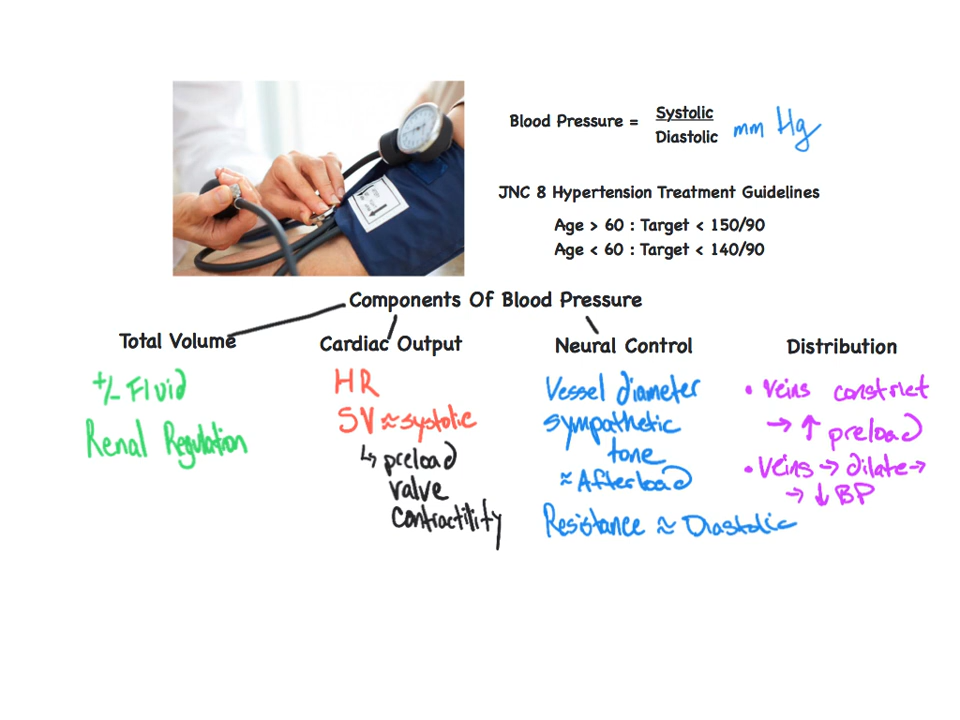 Blood Pressure = Systolic
Diastolic mm Hg
JNC 8 Hypertension Treatment Guidelines
Age > 60 : Target < 150/90
Age < 60 : Target < 140/90
Components Of Blood Pressure
Total Volume
+/- Fluid
Renal Regulation
Cardiac Output
HR
SV ≈ systolic
↳ preload
valve
contractility
Neural Control
Vessel diameter
sympathetic
tone
≈ Afterload
Resistance ≈ Diastolic
Distribution
• Veins constrict
→ ↑ preload
• Veins → dilate →
→ ↓ BP